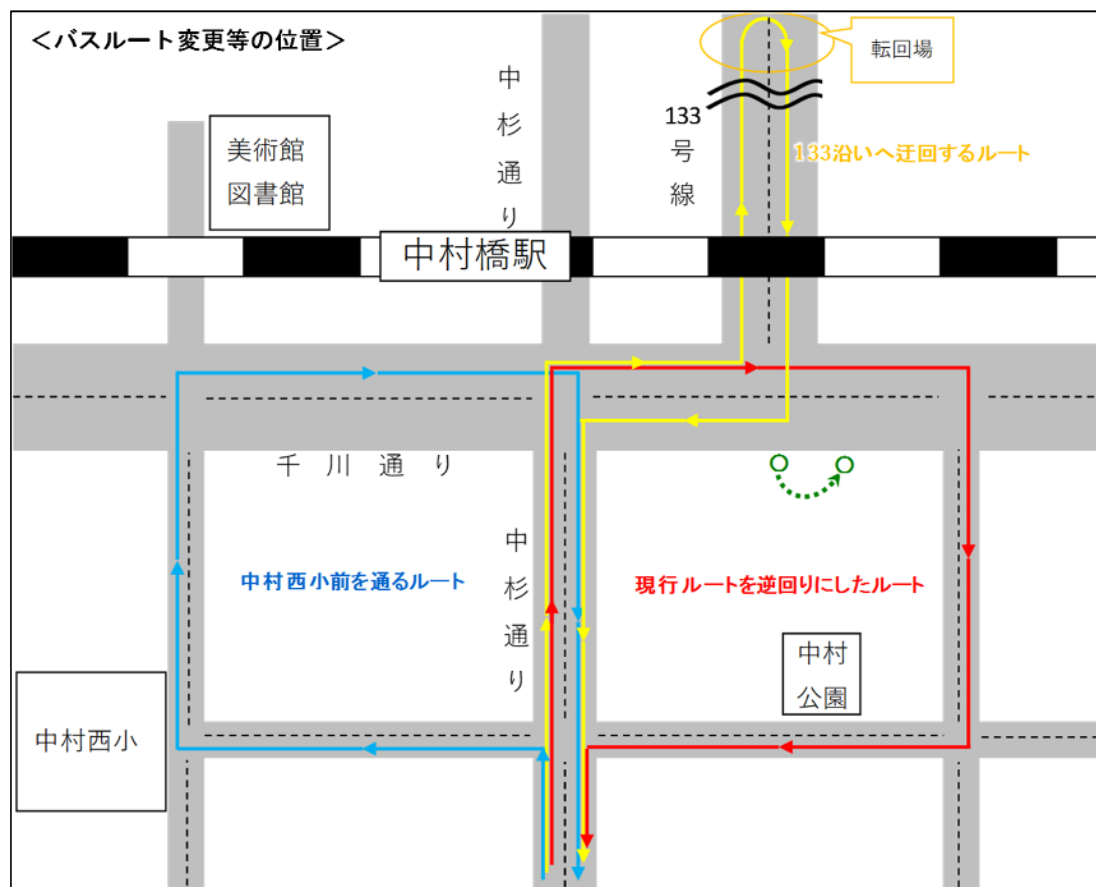 <バスルート変更等の位置>
転回場
中杉通り
133号線
美術館
図書館
133沿いへ迂回するルート
中村橋駅
千川通り
中杉通り
中村西小前を通るルート
現行ルートを逆回りにしたルート
中村
公園
中村西小